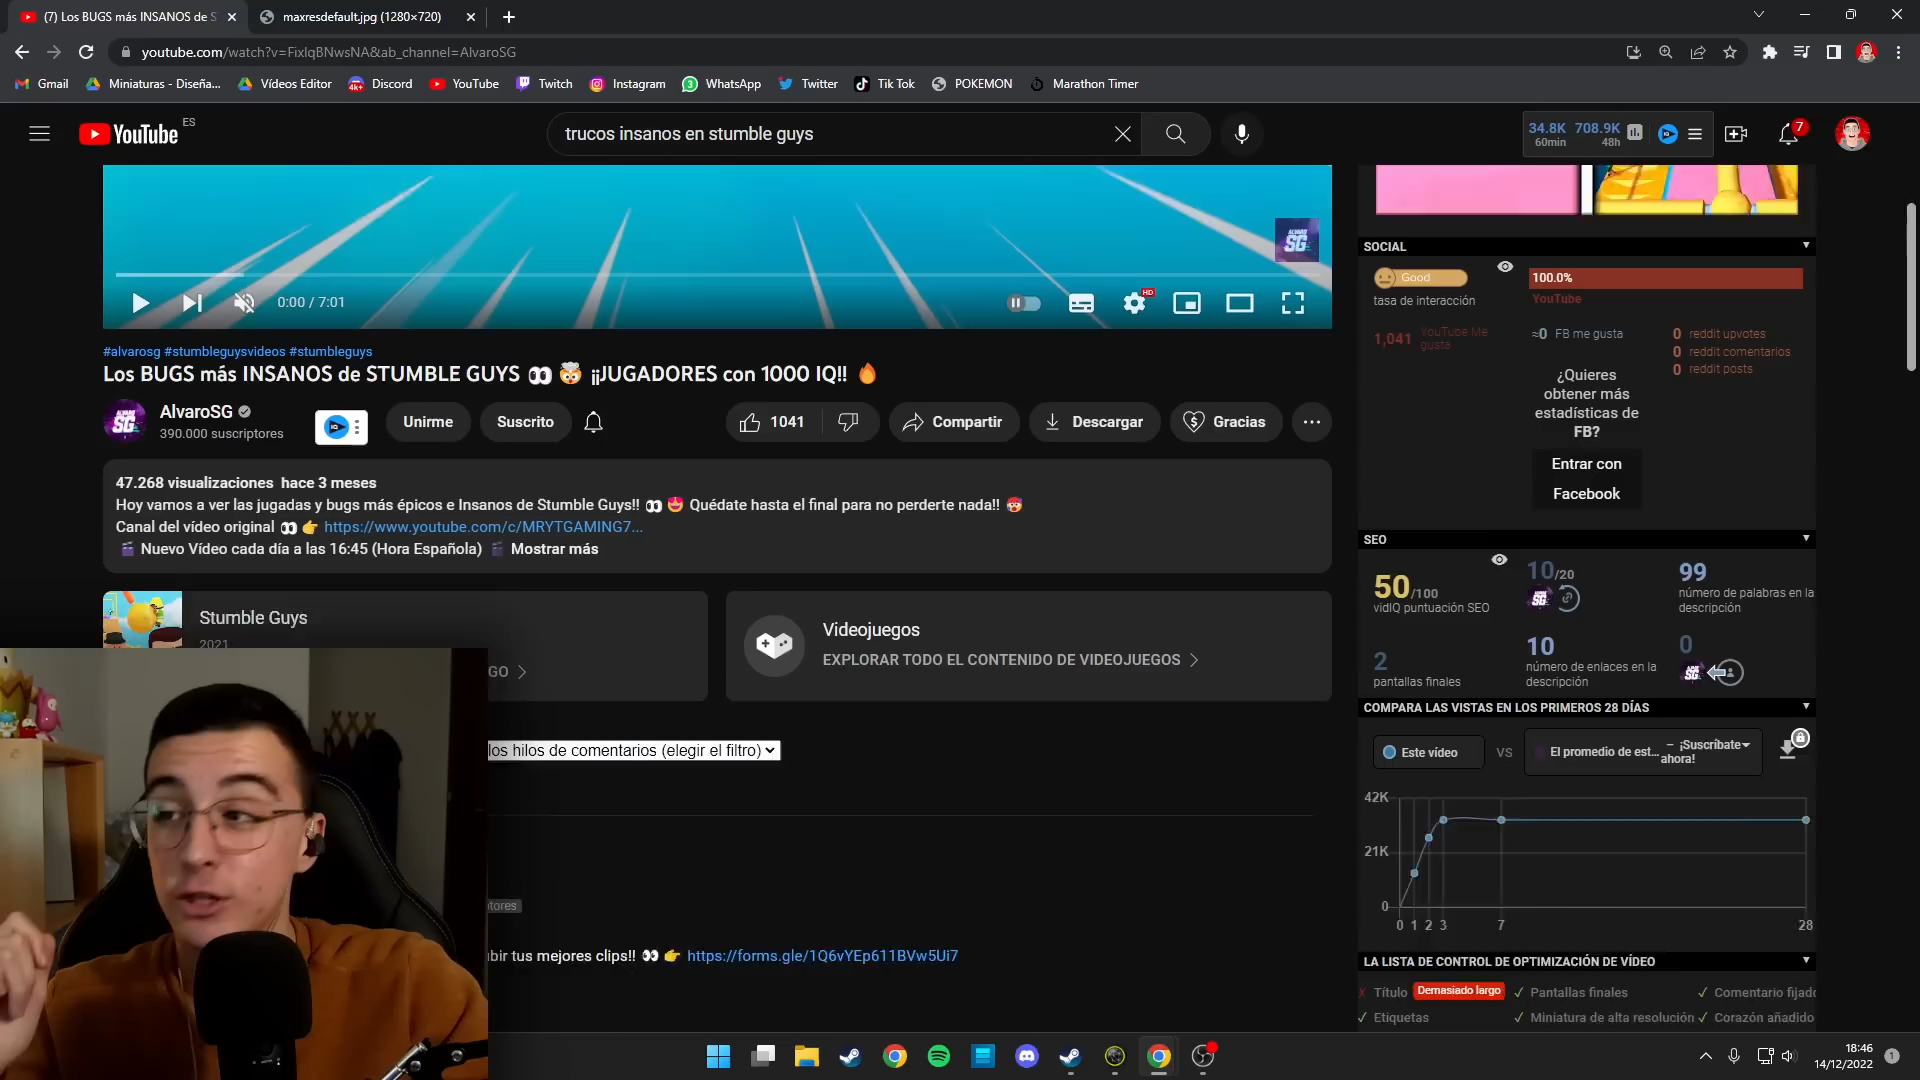 (7) Los BUGS más INSANOS de S
maxresdefault.jpg (1280×720)
youtube.com/watch?v=FixlqBNwsNA&ab_channel=AlvaroSG
Gmail
Miniaturas - Diseña...
Vídeos Editor
Discord
YouTube
Twitch
Instagram
WhatsApp
Twitter
Tik Tok
POKEMON
Marathon Timer
YouTube ES
trucos insanos en stumble guys
34.8K 708.9K
60min 48h
7
ALVARO SG
0:00 / 7:01
HD
#alvarosg #stumbleguysvideos #stumbleguys
Los BUGS más INSANOS de STUMBLE GUYS 👀 🤯 ¡¡JUGADORES con 1000 IQ!! 🔥
AlvaroSG
390.000 suscriptores
Unirme
Suscrito
1041
Compartir
Descargar
Gracias
47.268 visualizaciones hace 3 meses
Hoy vamos a ver las jugadas y bugs más épicos e Insanos de Stumble Guys!! 👀 🤩 Quédate hasta el final para no perderte nada!! 🤯
Canal del vídeo original 👀 👉 https://www.youtube.com/c/MRYTGAMING7...
🎬 Nuevo Vídeo cada día a las 16:45 (Hora Española) 🎬 Mostrar más
Stumble Guys
2021
GO
Videojuegos
EXPLORAR TODO EL CONTENIDO DE VIDEOJUEGOS
los hilos de comentarios (elegir el filtro)
tores
bir tus mejores clips!! 👀 👉 https://forms.gle/1Q6vYEp611BVw5Ui7
SOCIAL
Good
tasa de interacción
100.0%
YouTube
1,041 YouTube Me gusta
≈0 FB me gusta
0 reddit upvotes
0 reddit comentarios
0 reddit posts
¿Quieres
obtener más
estadísticas de
FB?
Entrar con
Facebook
SEO
50/100
vidIQ puntuación SEO
10/20
99
número de palabras en la
descripción
2
pantallas finales
10
número de enlaces en la
descripción
0
COMPARA LAS VISTAS EN LOS PRIMEROS 28 DÍAS
Este vídeo
VS
El promedio de est...
– ¡Suscríbate
ahora!
42K
21K
0
0 1 2 3 7 28
LA LISTA DE CONTROL DE OPTIMIZACIÓN DE VÍDEO
✗ Título Demasiado largo
✓ Pantallas finales
✓ Comentario fijado
✓ Etiquetas
✓ Miniatura de alta resolución
✓ Corazón añadido
18:46
14/12/2022
1